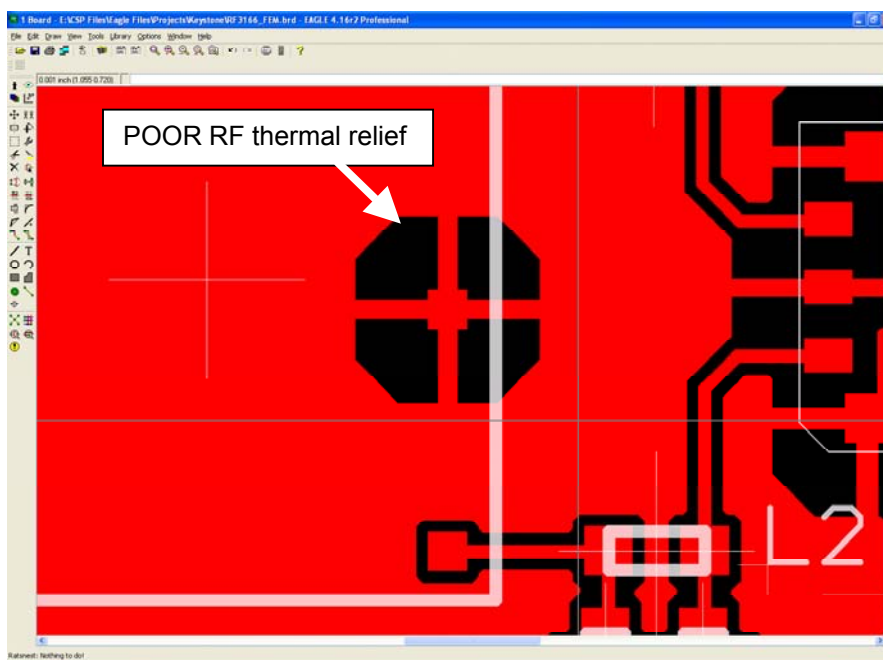 1 Board - E:\CSP Files\Eagle Files\Projects\Keystone\RF3166_FEM.brd - EAGLE 4.16r2 Professional
File Edit Draw View Tools Library Options Window Help
0.001 inch (1.055 0.720)
POOR RF thermal relief
L2
Ratsnest: Nothing to do!